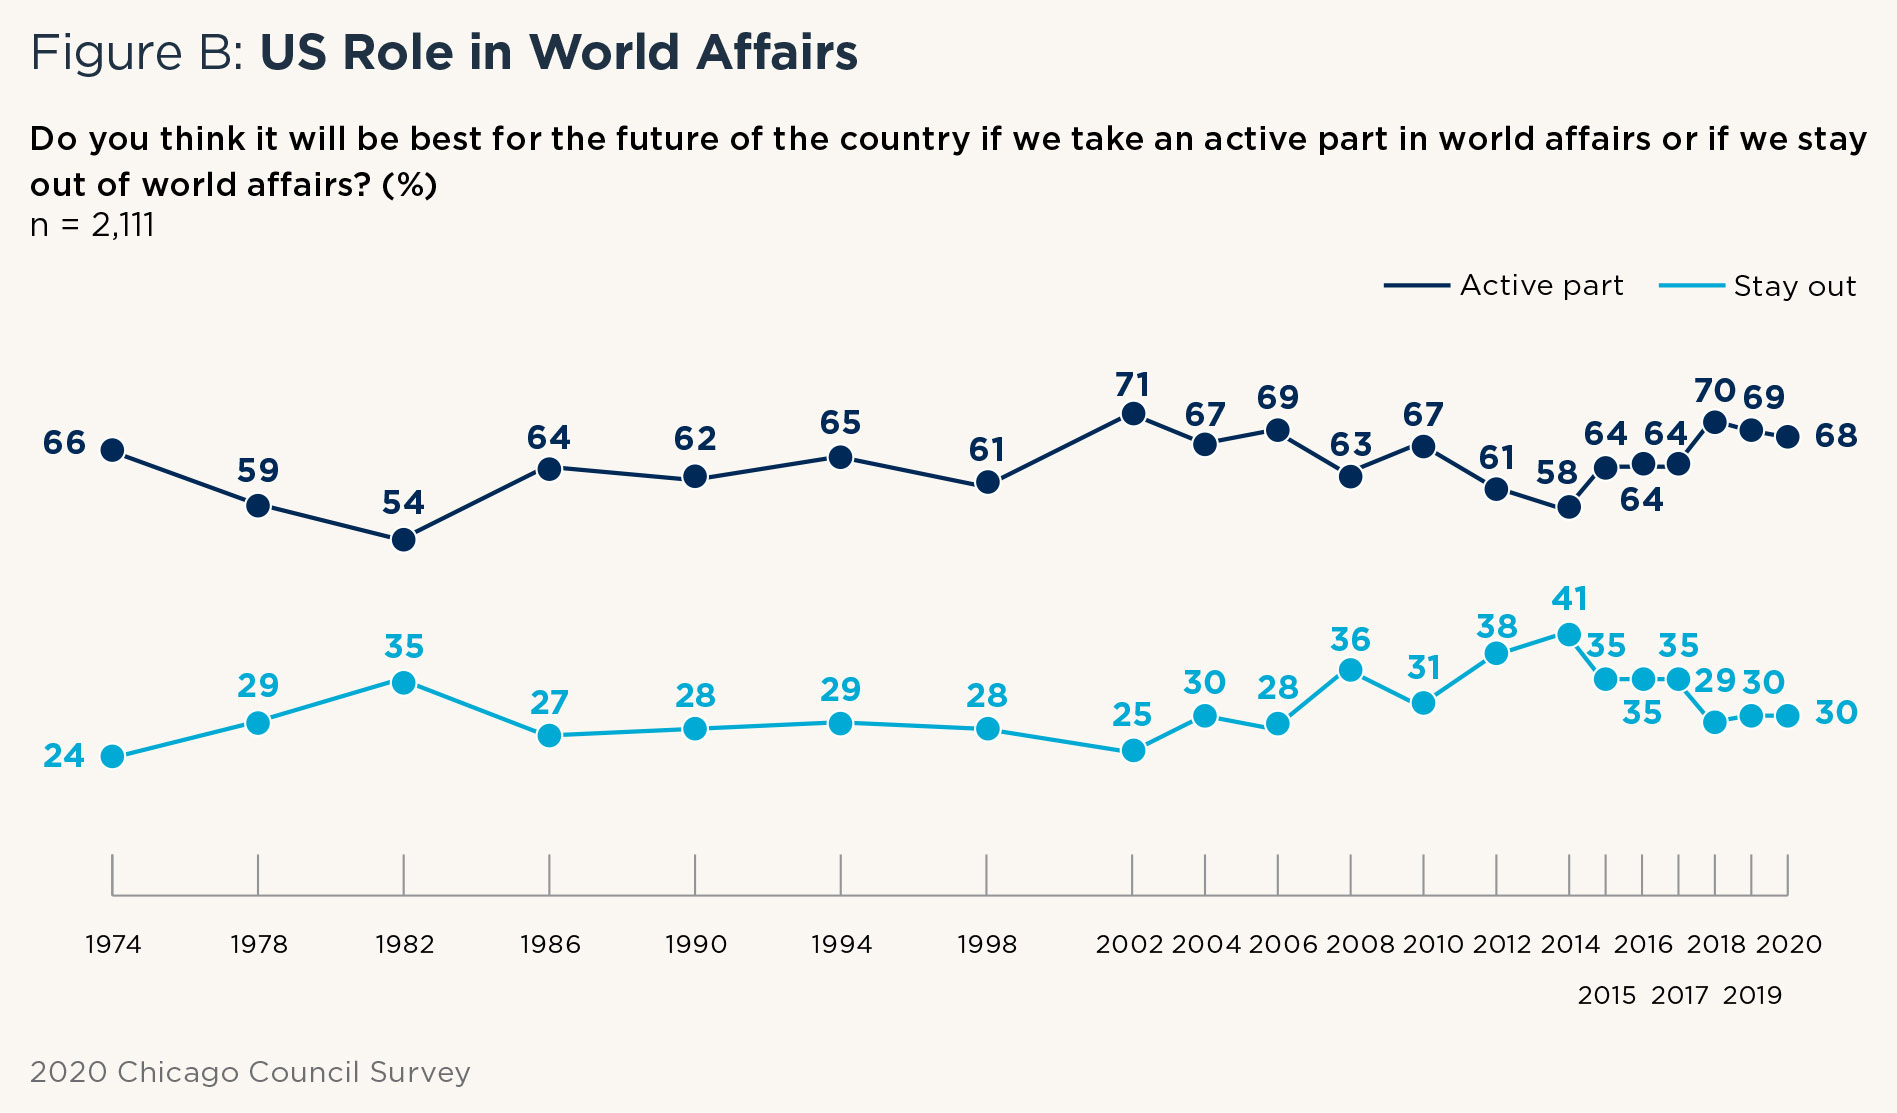 Figure B: US Role in World Affairs
Do you think it will be best for the future of the country if we take an active part in world affairs or if we stay
out of world affairs? (%)
n = 2,111
Active part Stay out
66 59 54 64 62 65 61 71 67 69 63 67 61 58 64 64 64 70 69 68
24 29 35 27 28 29 28 25 30 28 36 31 38 41 35 35 35 29 30 30
1974 1978 1982 1986 1990 1994 1998 2002 2004 2006 2008 2010 2012 2014 2016 2018 2020
2015 2017 2019
2020 Chicago Council Survey